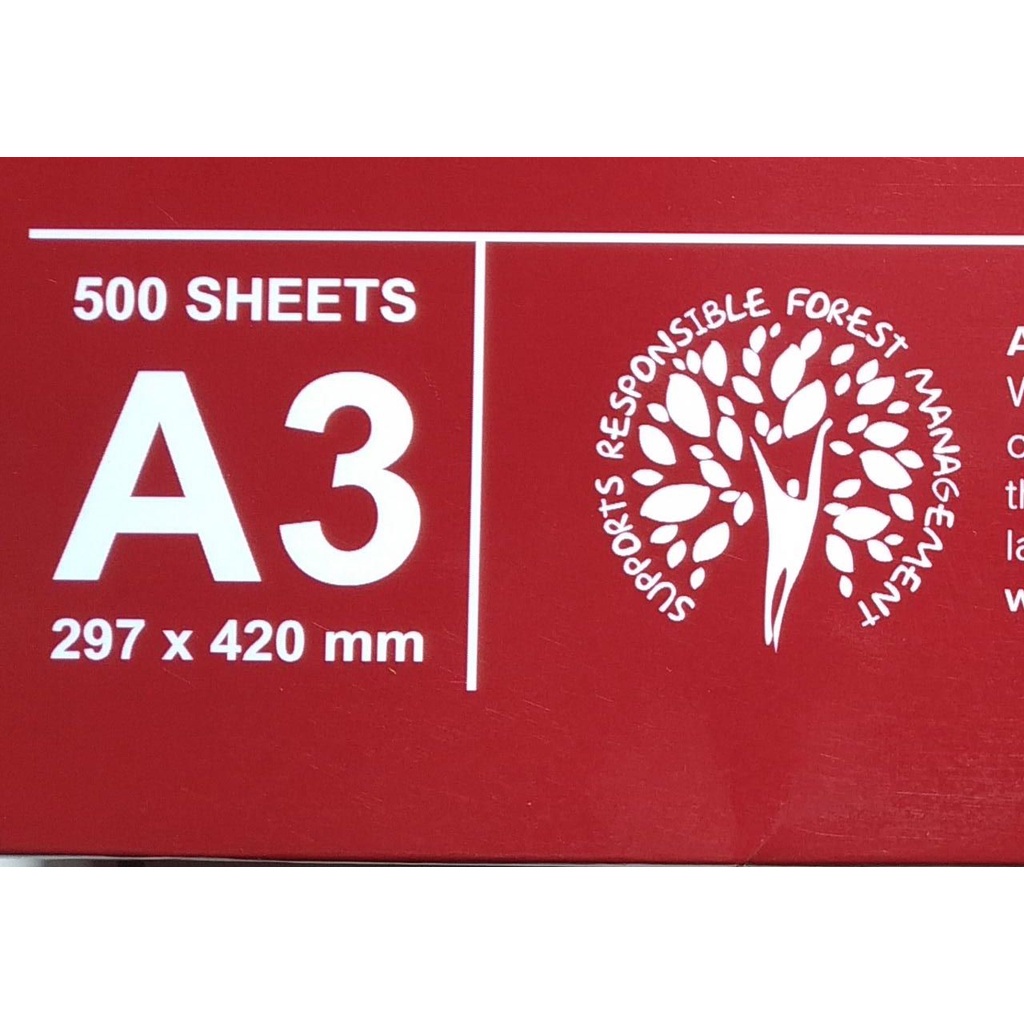 500 SHEETS
A3
297 x 420 mm
SUPPORTS RESPONSIBLE FOREST MANAGEMENT